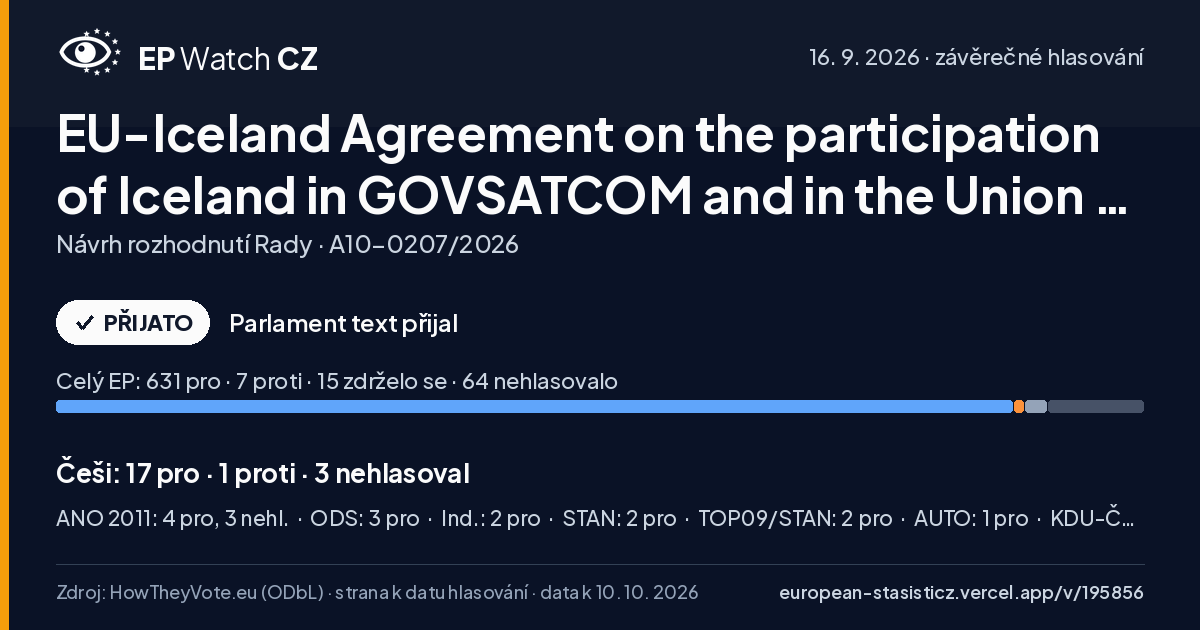 EP Watch CZ
16. 9. 2026 · závěrečné hlasování
EU–Iceland Agreement on the participation
of Iceland in GOVSATCOM and in the Union …
Návrh rozhodnutí Rady · A10–0207/2026
✓ PŘIJATO
Parlament text přijal
Celý EP: 631 pro · 7 proti · 15 zdrželo se · 64 nehlasovalo
Češi: 17 pro · 1 proti · 3 nehlasoval
ANO 2011: 4 pro, 3 nehl. · ODS: 3 pro · Ind.: 2 pro · STAN: 2 pro · TOP09/STAN: 2 pro · AUTO: 1 pro · KDU-Č…
Zdroj: HowTheyVote.eu (ODbL) · strana k datu hlasování · data k 10. 10. 2026
european-stasisticz.vercel.app/v/195856